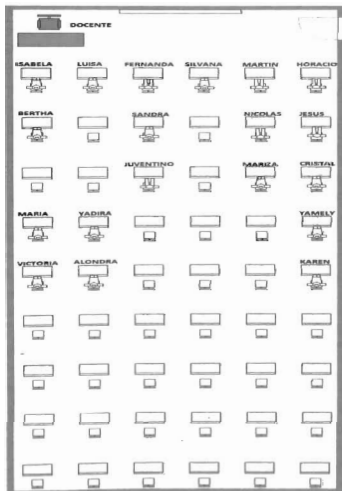 DOCENTE
ISABELA LUISA FERNANDA SILVANA MARTIN HORACIO
BERTHA SANDRA NICOLAS JESUS
JUVENTINO MARIZA CRISTAL
MARIA YADIRA YAMELY
VICTORIA ALONDRA KAREN